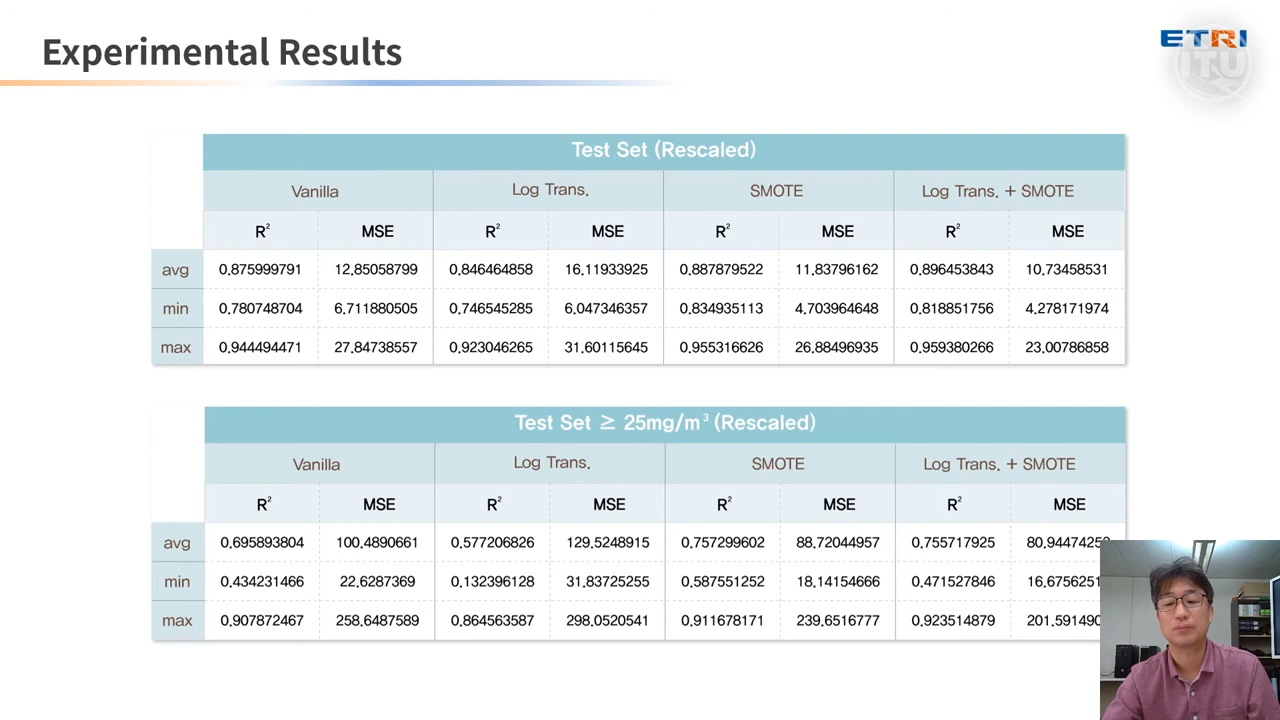 Experimental Results
ETRI
ITU
Test Set (Rescaled)
Vanilla Log Trans. SMOTE Log Trans. + SMOTE
R² MSE R² MSE R² MSE R² MSE
avg 0.875999791 12.85058799 0.846464858 16.11933925 0.887879522 11.83796162 0.896453843 10.73458531
min 0.780748704 6.711880505 0.746545285 6.047346357 0.834935113 4.703964648 0.818851756 4.278171974
max 0.944494471 27.84738557 0.923046265 31.60115645 0.955316626 26.88496935 0.959380266 23.00786858
Test Set ≥ 25mg/m³ (Rescaled)
Vanilla Log Trans. SMOTE Log Trans. + SMOTE
R² MSE R² MSE R² MSE R² MSE
avg 0.695893804 100.4890661 0.577206826 129.5248915 0.757299602 88.72044957 0.755717925
min 0.434231466 22.6287369 0.132396128 31.83725255 0.587551252 18.14154666 0.471527846
max 0.907872467 258.6487589 0.864563587 298.0520541 0.911678171 239.6516777 0.923514879